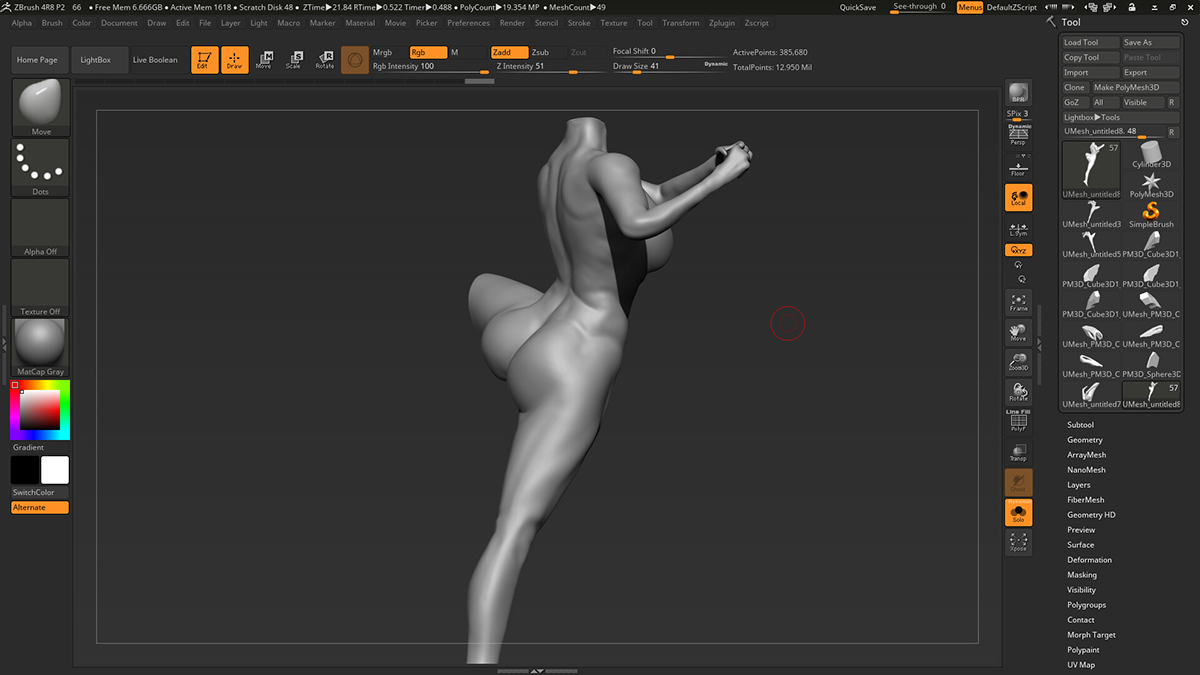 ZBrush 4R8 P2 66 ● Free Mem 6.666GB ● Active Mem 1618 ● Scratch Disk 48 ● ZTime▶21.84 RTime▶0.522 Timer▶0.488 ● PolyCount▶19.354 MP ● MeshCount▶49 QuickSave See-through 0 Menus DefaultZScript
Alpha Brush Color Document Draw Edit File Layer Light Macro Marker Material Movie Picker Preferences Render Stencil Stroke Texture Tool Transform Zplugin Zscript
Home Page LightBox Live Boolean Edit Draw Move Scale Rotate
Mrgb Rgb M Zadd Zsub Zcut Focal Shift 0 ActivePoints: 385,680
Rgb Intensity 100 Z Intensity 51 Draw Size 41 Dynamic TotalPoints: 12.950 Mil
Move
Dots
Alpha Off
Texture Off
MatCap Gray
Gradient
SwitchColor
Alternate
BPR
SPix 3
Dynamic
Persp
Floor
Local
L.Sym
XYZ
Frame
Move
Zoom3D
Rotate
Line Fill
PolyF
Transp
Ghost
Solo
Xpose
Tool
Load Tool Save As
Copy Tool Paste Tool
Import Export
Clone Make PolyMesh3D
GoZ All Visible R
Lightbox▶Tools
UMesh_untitled8. 48 R
57 Cylinder3D
UMesh_untitled8 PolyMesh3D
UMesh_untitled3 SimpleBrush
UMesh_untitled5 PM3D_Cube3D1_
PM3D_Cube3D1_ PM3D_Cube3D1_
PM3D_Cube3D1_ UMesh_PM3D_C
UMesh_PM3D_C UMesh_PM3D_C
UMesh_PM3D_C PM3D_Sphere3D
57
UMesh_untitled7 UMesh_untitled8
Subtool
Geometry
ArrayMesh
NanoMesh
Layers
FiberMesh
Geometry HD
Preview
Surface
Deformation
Masking
Visibility
Polygroups
Contact
Morph Target
Polypaint
UV Map